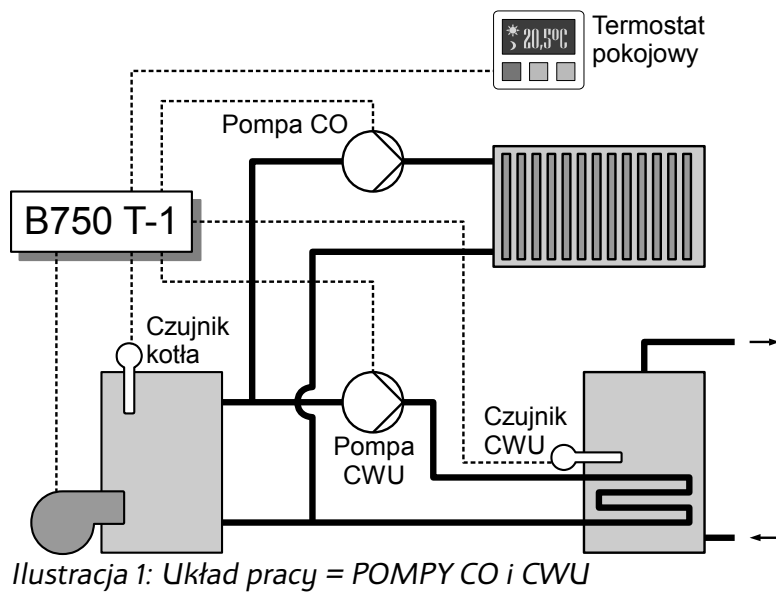 20,5ºC
Termostat
pokojowy
Pompa CO
B750 T-1
Czujnik
kotła
Czujnik
CWU
Pompa
CWU
Ilustracja 1: Układ pracy = POMPY CO i CWU